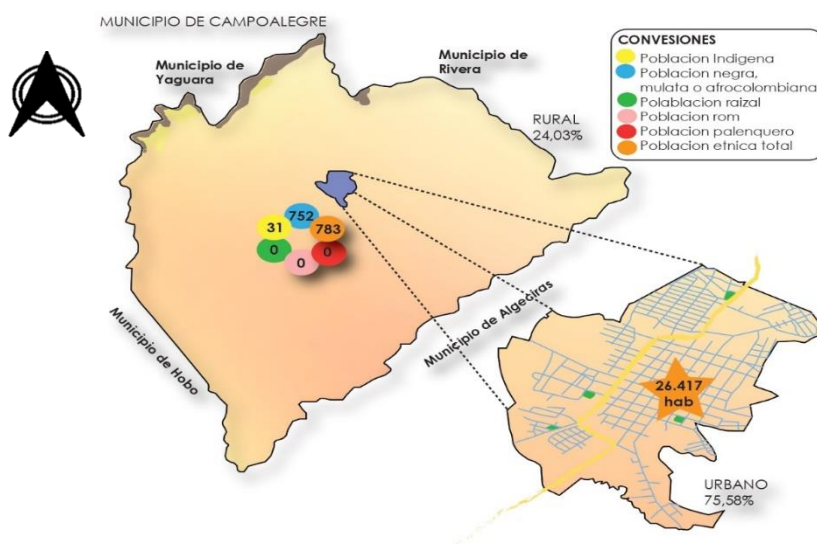 MUNICIPIO DE CAMPOALEGRE
Municipio de
Yaguara
Municipio de
Rivera
CONVESIONES
Poblacion Indigena
Poblacion negra,
mulata o afrocolombiana
Polablacion raizal
Poblacion rom
Poblacion palenquero
Poblacion etnica total
RURAL
24,03%
752
31
783
0
0
0
Municipio de Hobo
Municipio de Algeciras
26.417
hab
URBANO
75,58%